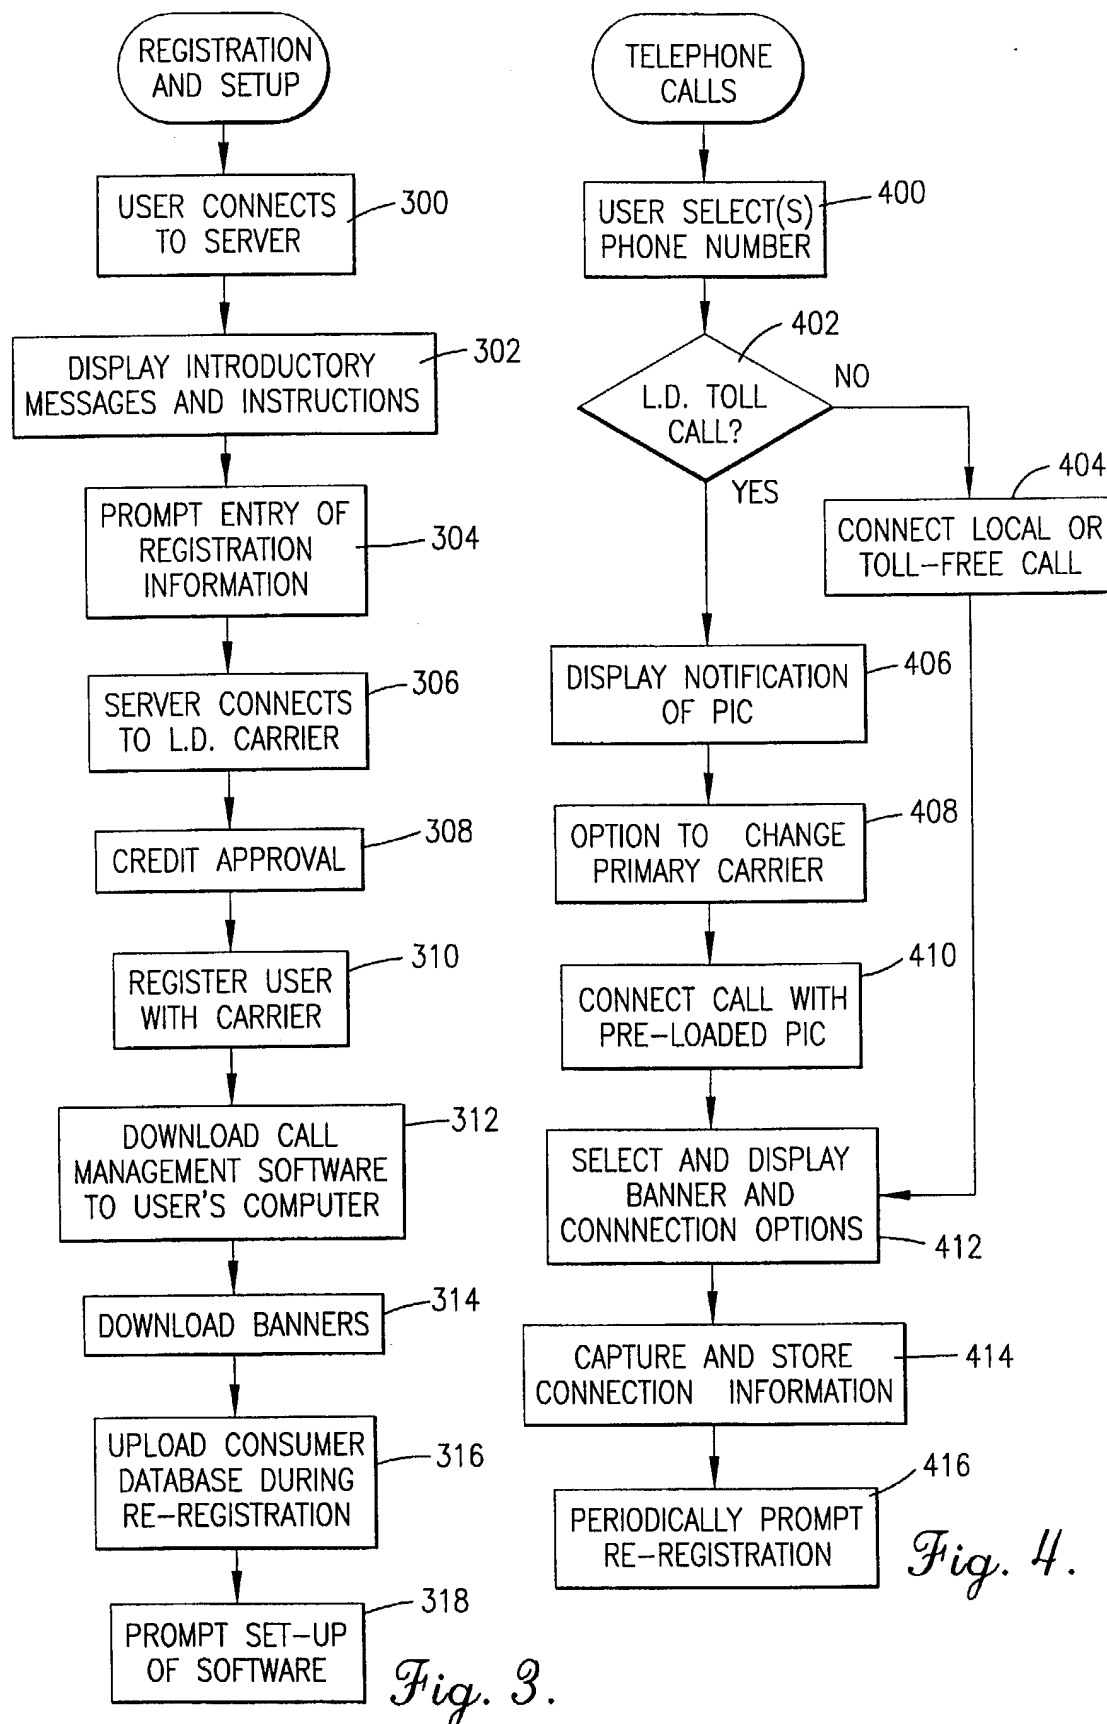 REGISTRATION
AND SETUP
USER CONNECTS
TO SERVER
300
DISPLAY INTRODUCTORY
MESSAGES AND INSTRUCTIONS
302
PROMPT ENTRY OF
REGISTRATION
INFORMATION
304
SERVER CONNECTS
TO L.D. CARRIER
306
CREDIT APPROVAL
308
REGISTER USER
WITH CARRIER
310
DOWNLOAD CALL
MANAGEMENT SOFTWARE
TO USER'S COMPUTER
312
DOWNLOAD BANNERS
314
UPLOAD CONSUMER
DATABASE DURING
RE-REGISTRATION
316
PROMPT SET-UP
OF SOFTWARE
318
Fig. 3.
TELEPHONE
CALLS
USER SELECT(S)
PHONE NUMBER
400
L.D. TOLL
CALL?
402
NO
YES
CONNECT LOCAL OR
TOLL-FREE CALL
404
DISPLAY NOTIFICATION
OF PIC
406
OPTION TO CHANGE
PRIMARY CARRIER
408
CONNECT CALL WITH
PRE-LOADED PIC
410
SELECT AND DISPLAY
BANNER AND
CONNNECTION OPTIONS
412
CAPTURE AND STORE
CONNECTION INFORMATION
414
PERIODICALLY PROMPT
RE-REGISTRATION
416
Fig. 4.